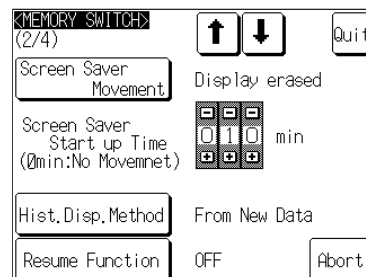 <MEMORY SWITCH>
(2/4)
Quit
Screen Saver
Movement
Display erased
Screen Saver
Start up Time
(0min:No Movemnet)
010 min
Hist.Disp.Method
From New Data
Resume Function
OFF
Abort